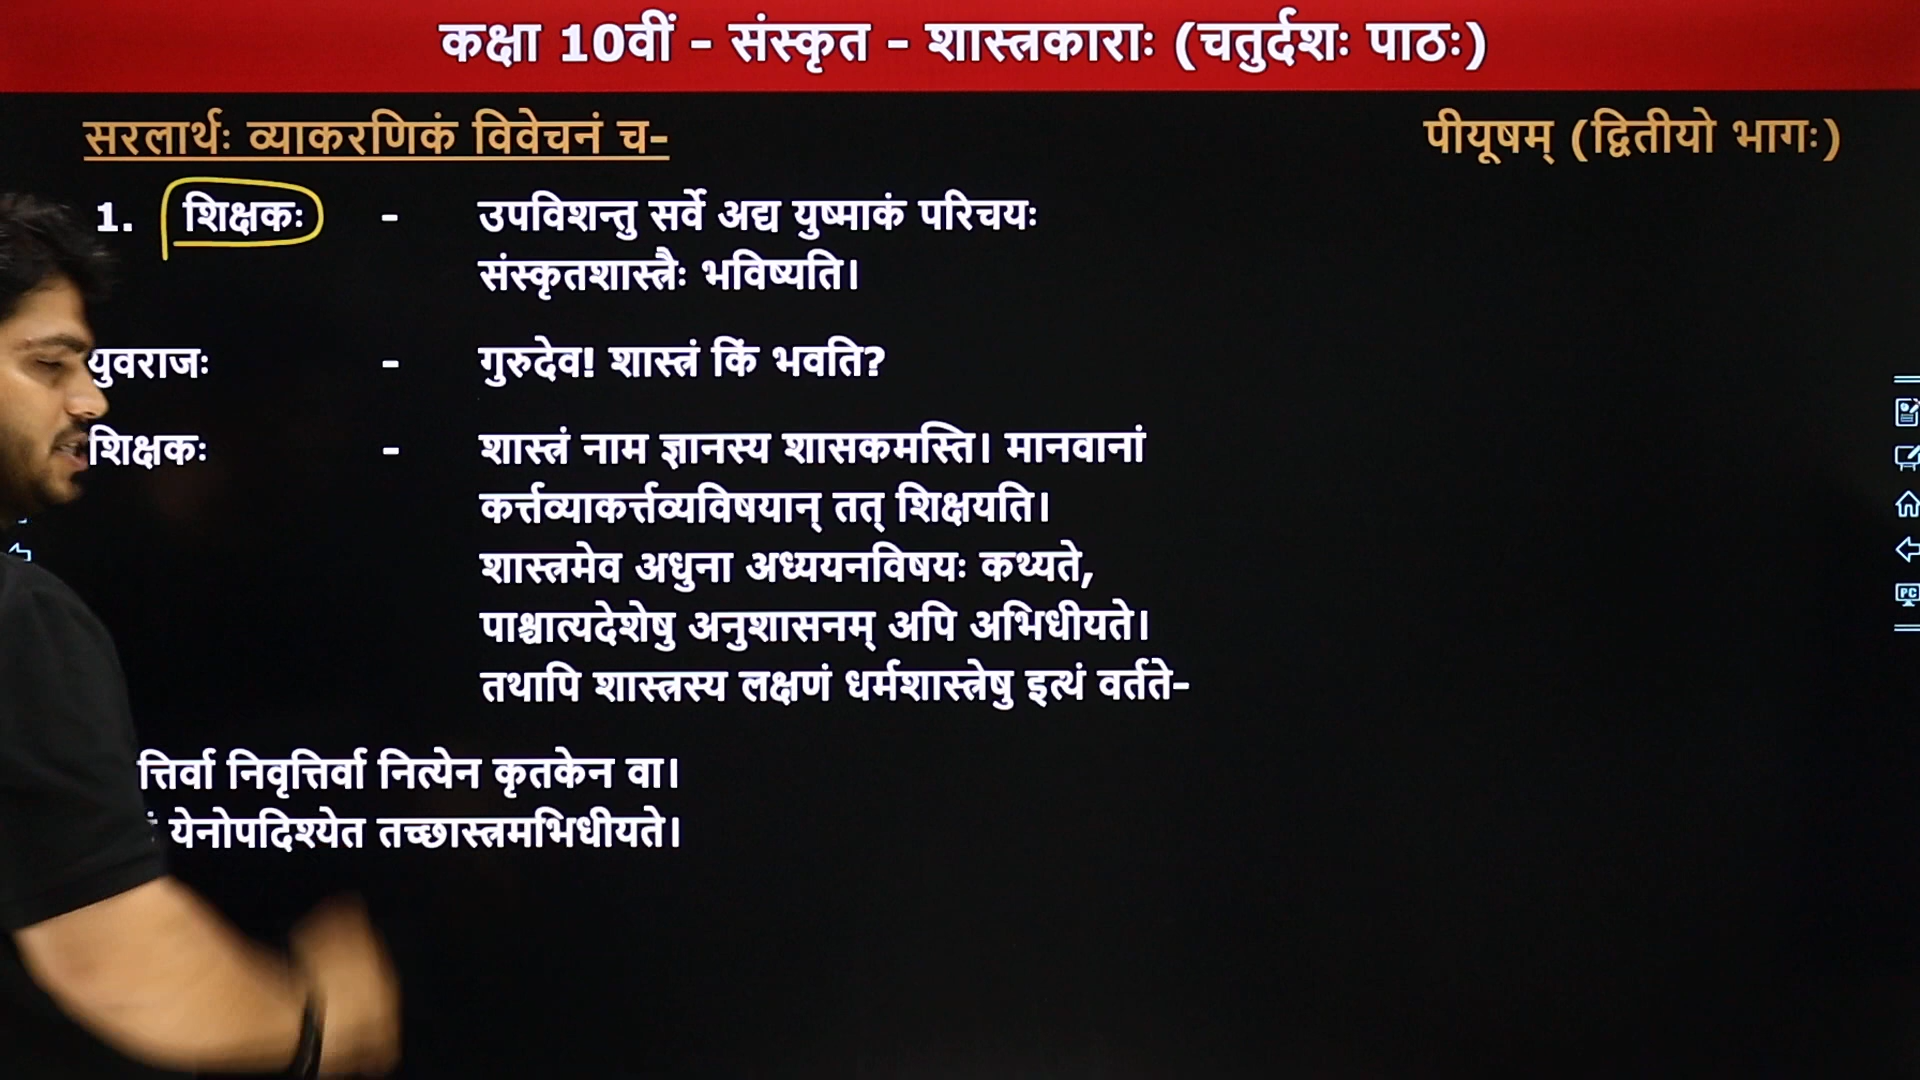 कक्षा 10वीं - संस्कृत - शास्त्रकाराः (चतुर्दशः पाठः)
सरलार्थः व्याकरणिकं विवेचनं च-
पीयूषम् (द्वितीयो भागः)
1. शिक्षकः - उपविशन्तु सर्वे अद्य युष्माकं परिचयः
संस्कृतशास्त्रैः भविष्यति।
युवराजः - गुरुदेव! शास्त्रं किं भवति?
शिक्षकः - शास्त्रं नाम ज्ञानस्य शासकमस्ति। मानवानां
कर्त्तव्याकर्त्तव्यविषयान् तत् शिक्षयति।
शास्त्रमेव अधुना अध्ययनविषयः कथ्यते,
पाश्चात्यदेशेषु अनुशासनम् अपि अभिधीयते।
तथापि शास्त्रस्य लक्षणं धर्मशास्त्रेषु इत्थं वर्तते-
निवृत्तिर्वा नित्येन कृतकेन वा।
येनोपदिश्येत तच्छास्त्रमभिधीयते।
PC